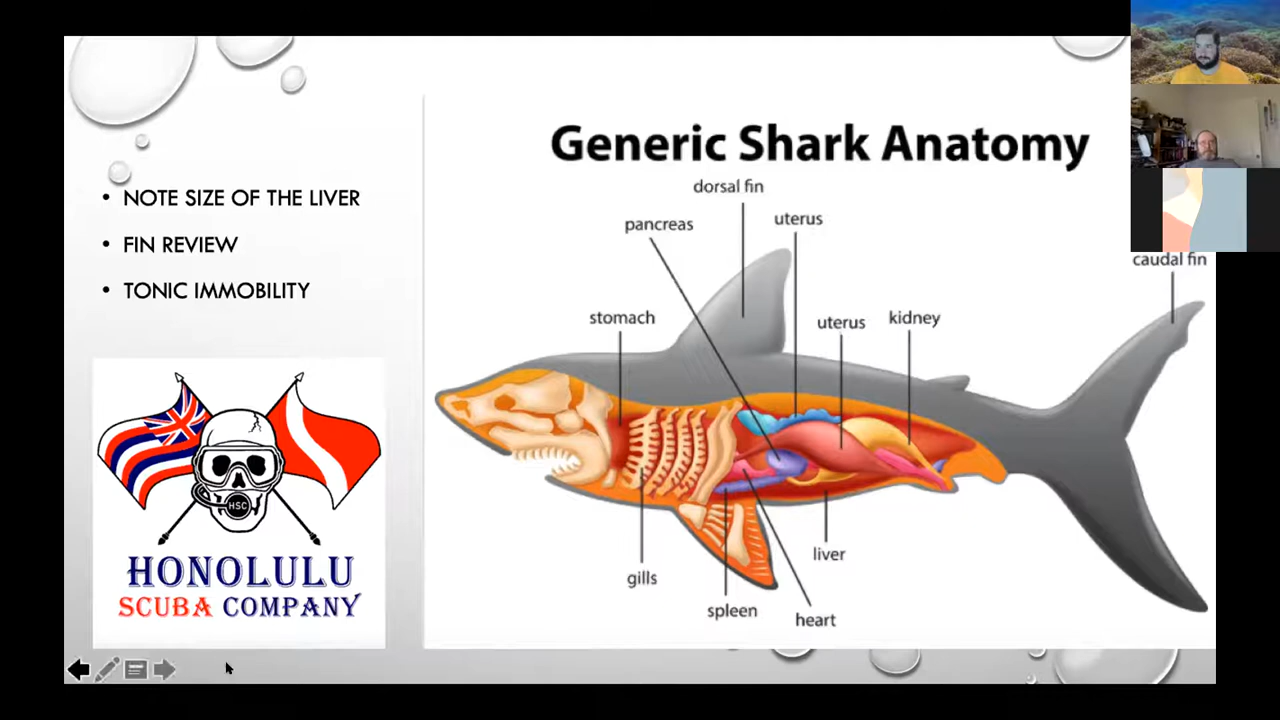 Generic Shark Anatomy
• NOTE SIZE OF THE LIVER
• FIN REVIEW
• TONIC IMMOBILITY
dorsal fin
pancreas
uterus
caudal fin
stomach
uterus
kidney
gills
spleen
heart
liver
HSC
HONOLULU
SCUBA COMPANY